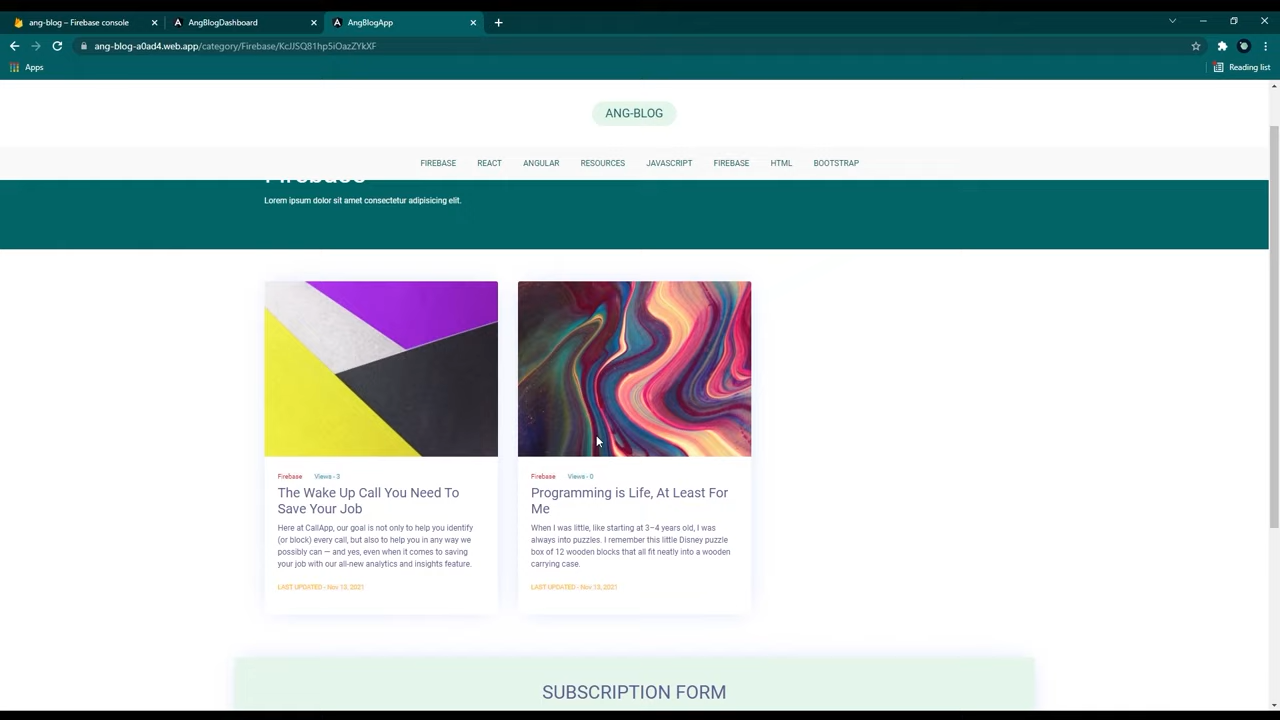 ang-blog – Firebase console
AngBlogDashboard
AngBlogApp
ang-blog-a0ad4.web.app/category/Firebase/KcJJSQ81hp5iOazZYkXF
Apps
Reading list
ANG-BLOG
FIREBASE REACT ANGULAR RESOURCES JAVASCRIPT FIREBASE HTML BOOTSTRAP
Firebase
Lorem ipsum dolor sit amet consectetur adipisicing elit.
Firebase Views - 3
The Wake Up Call You Need To
Save Your Job
Here at CallApp, our goal is not only to help you identify
(or block) every call, but also to help you in any way we
possibly can — and yes, even when it comes to saving
your job with our all-new analytics and insights feature.
LAST UPDATED - Nov 13, 2021
Firebase Views - 0
Programming is Life, At Least For
Me
When I was little, like starting at 3–4 years old, I was
always into puzzles. I remember this little Disney puzzle
box of 12 wooden blocks that all fit neatly into a wooden
carrying case.
LAST UPDATED - Nov 13, 2021
SUBSCRIPTION FORM